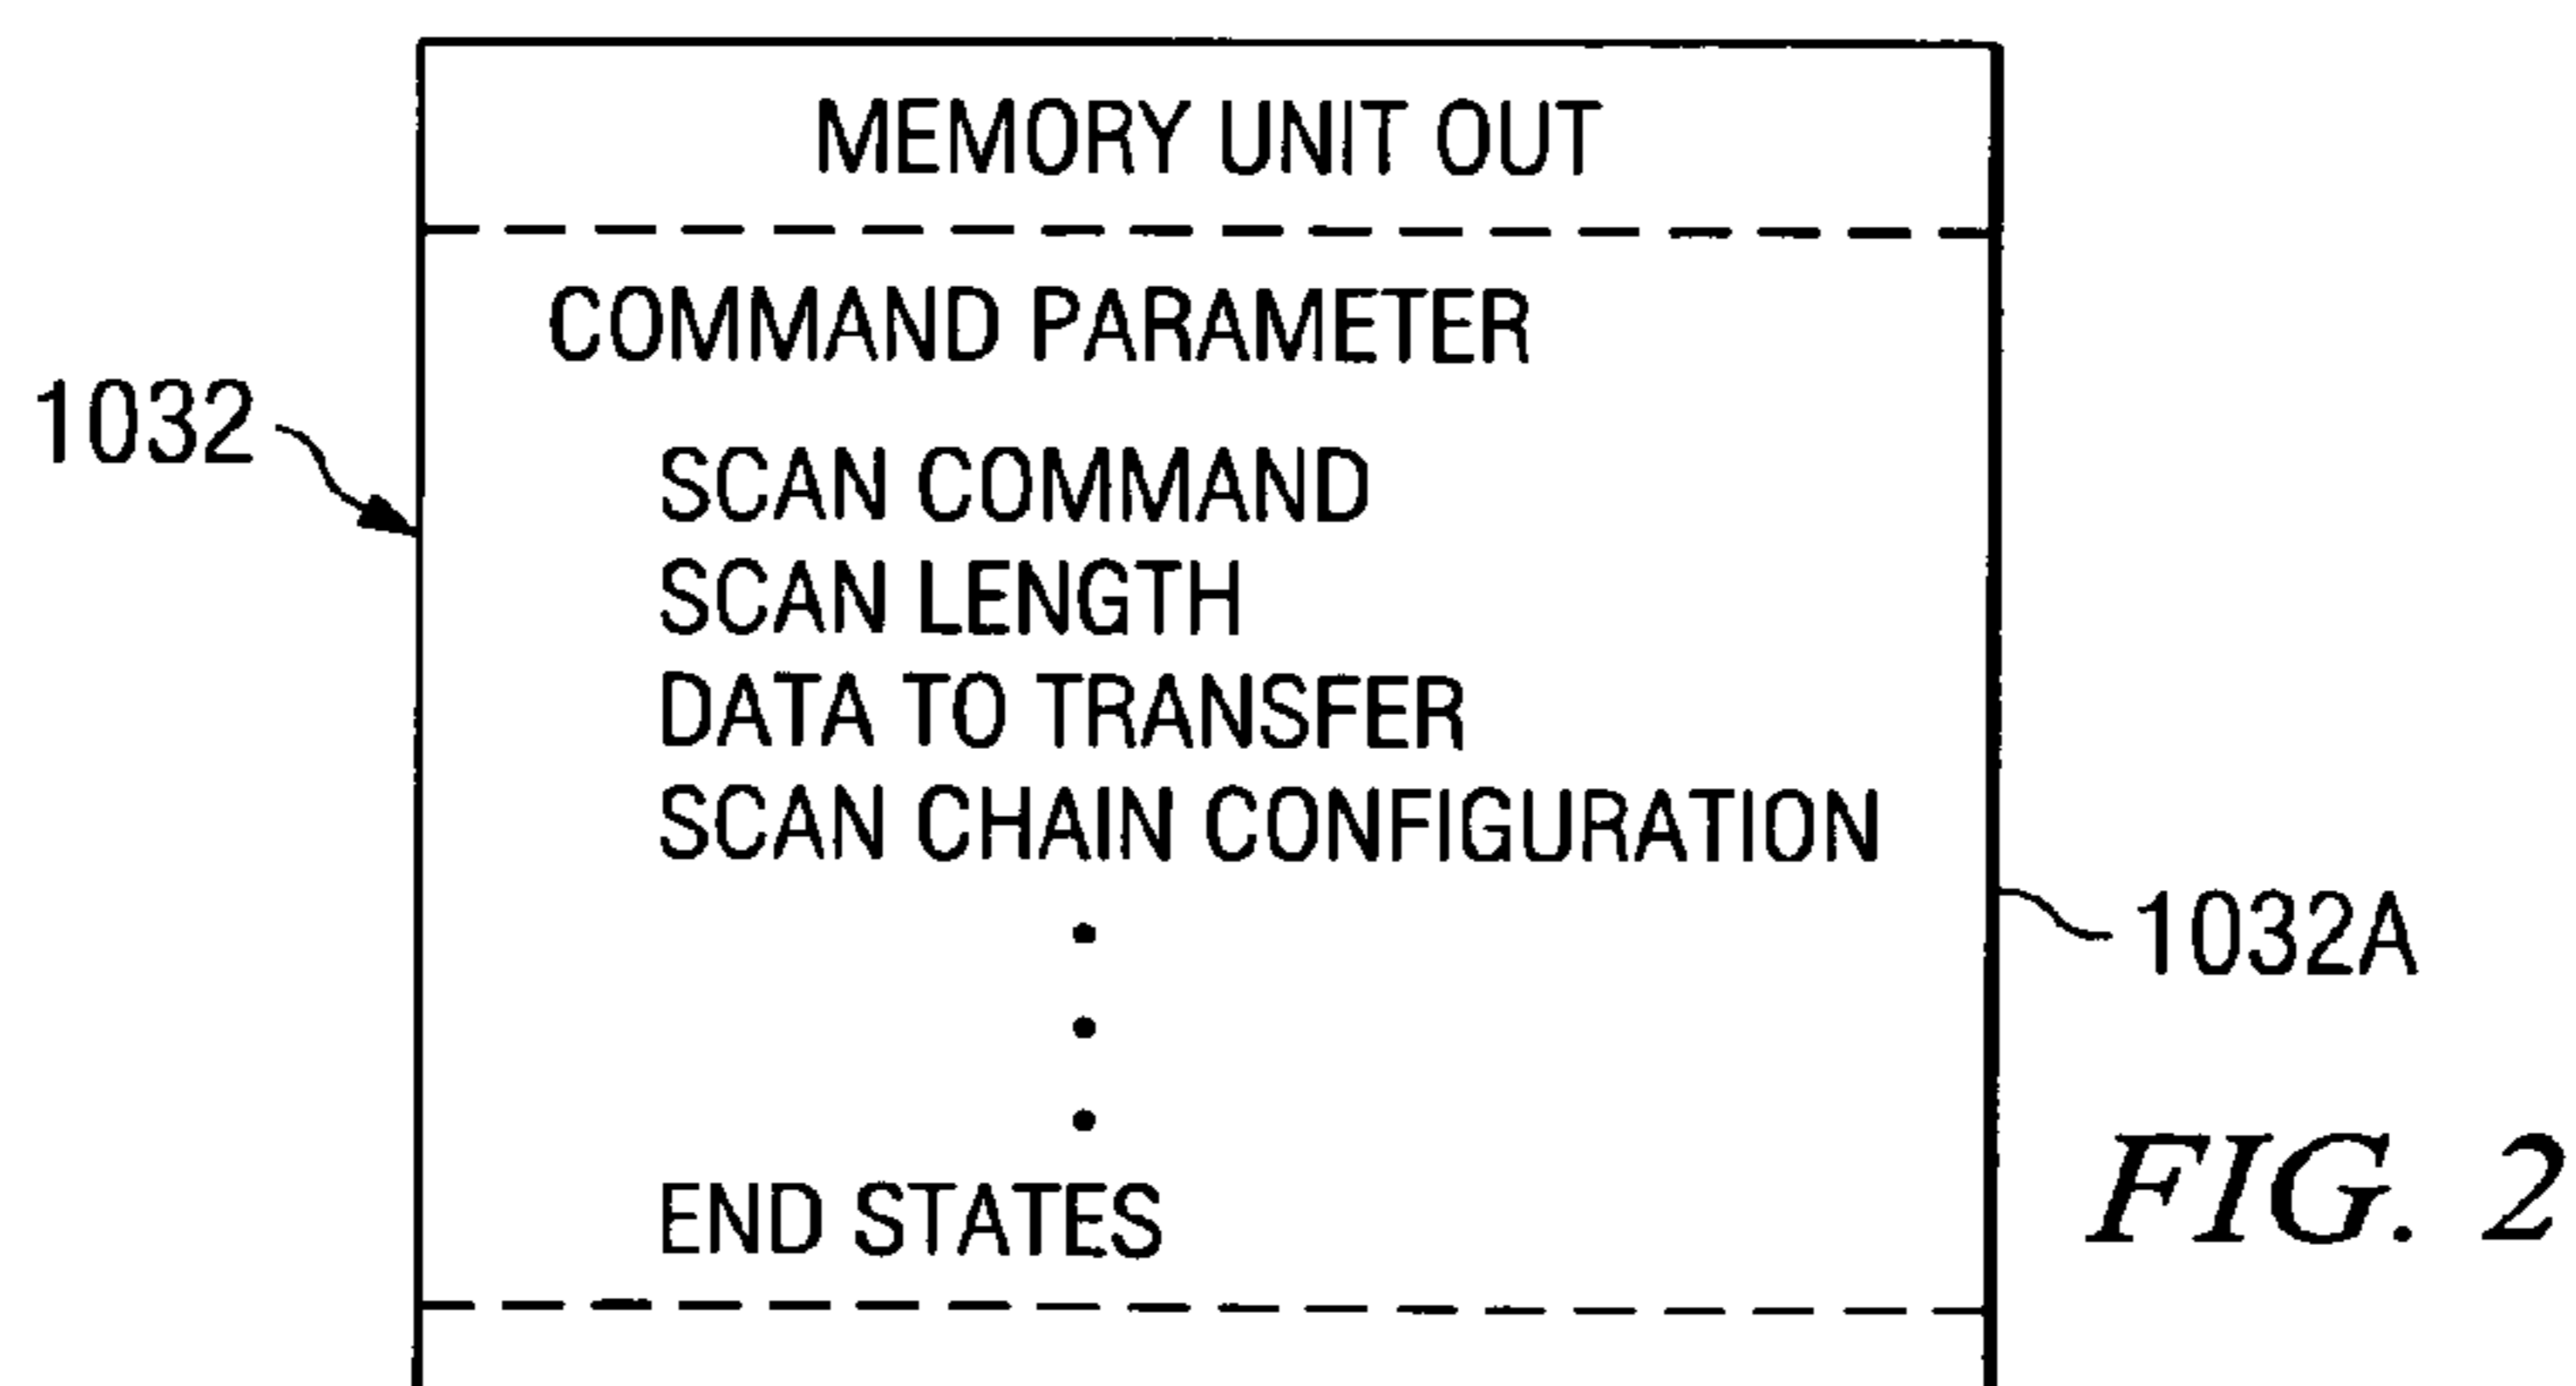 MEMORY UNIT OUT
COMMAND PARAMETER
1032
SCAN COMMAND
SCAN LENGTH
DATA TO TRANSFER
SCAN CHAIN CONFIGURATION
1032A
END STATES
FIG. 2